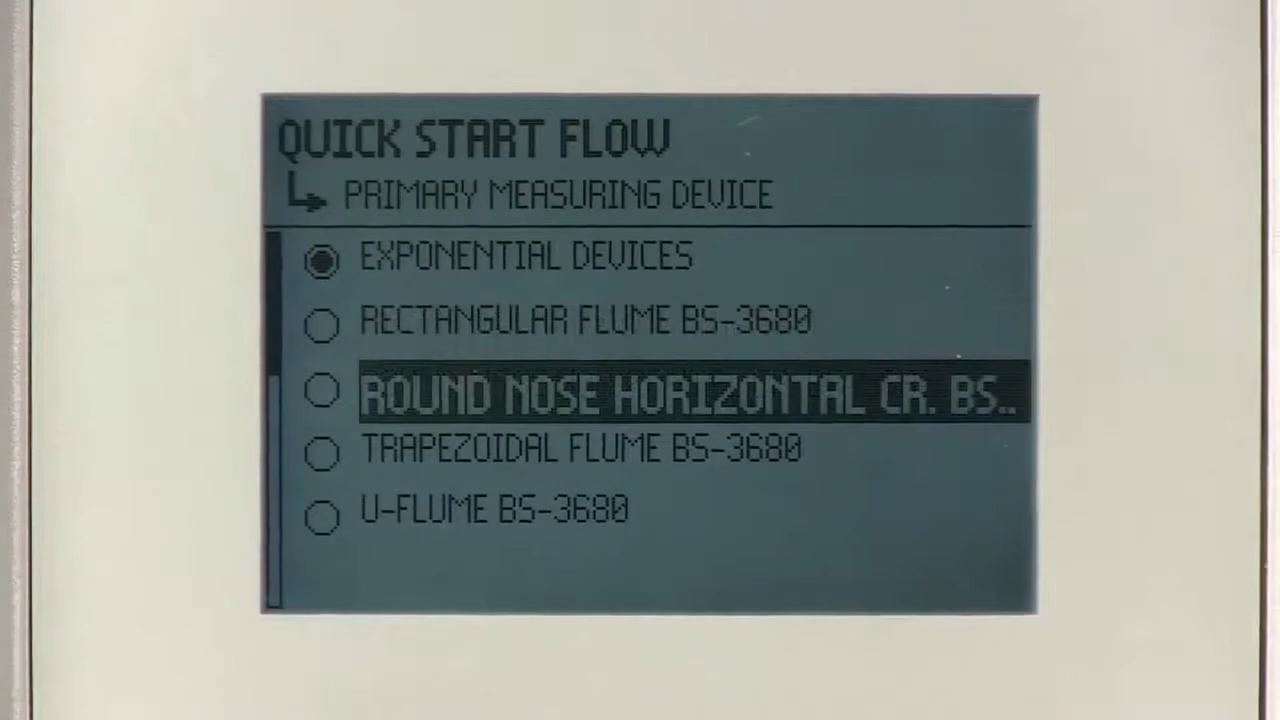 QUICK START FLOW
PRIMARY MEASURING DEVICE
EXPONENTIAL DEVICES
RECTANGULAR FLUME BS-3680
ROUND NOSE HORIZONTAL CR. BS..
TRAPEZOIDAL FLUME BS-3680
U-FLUME BS-3680